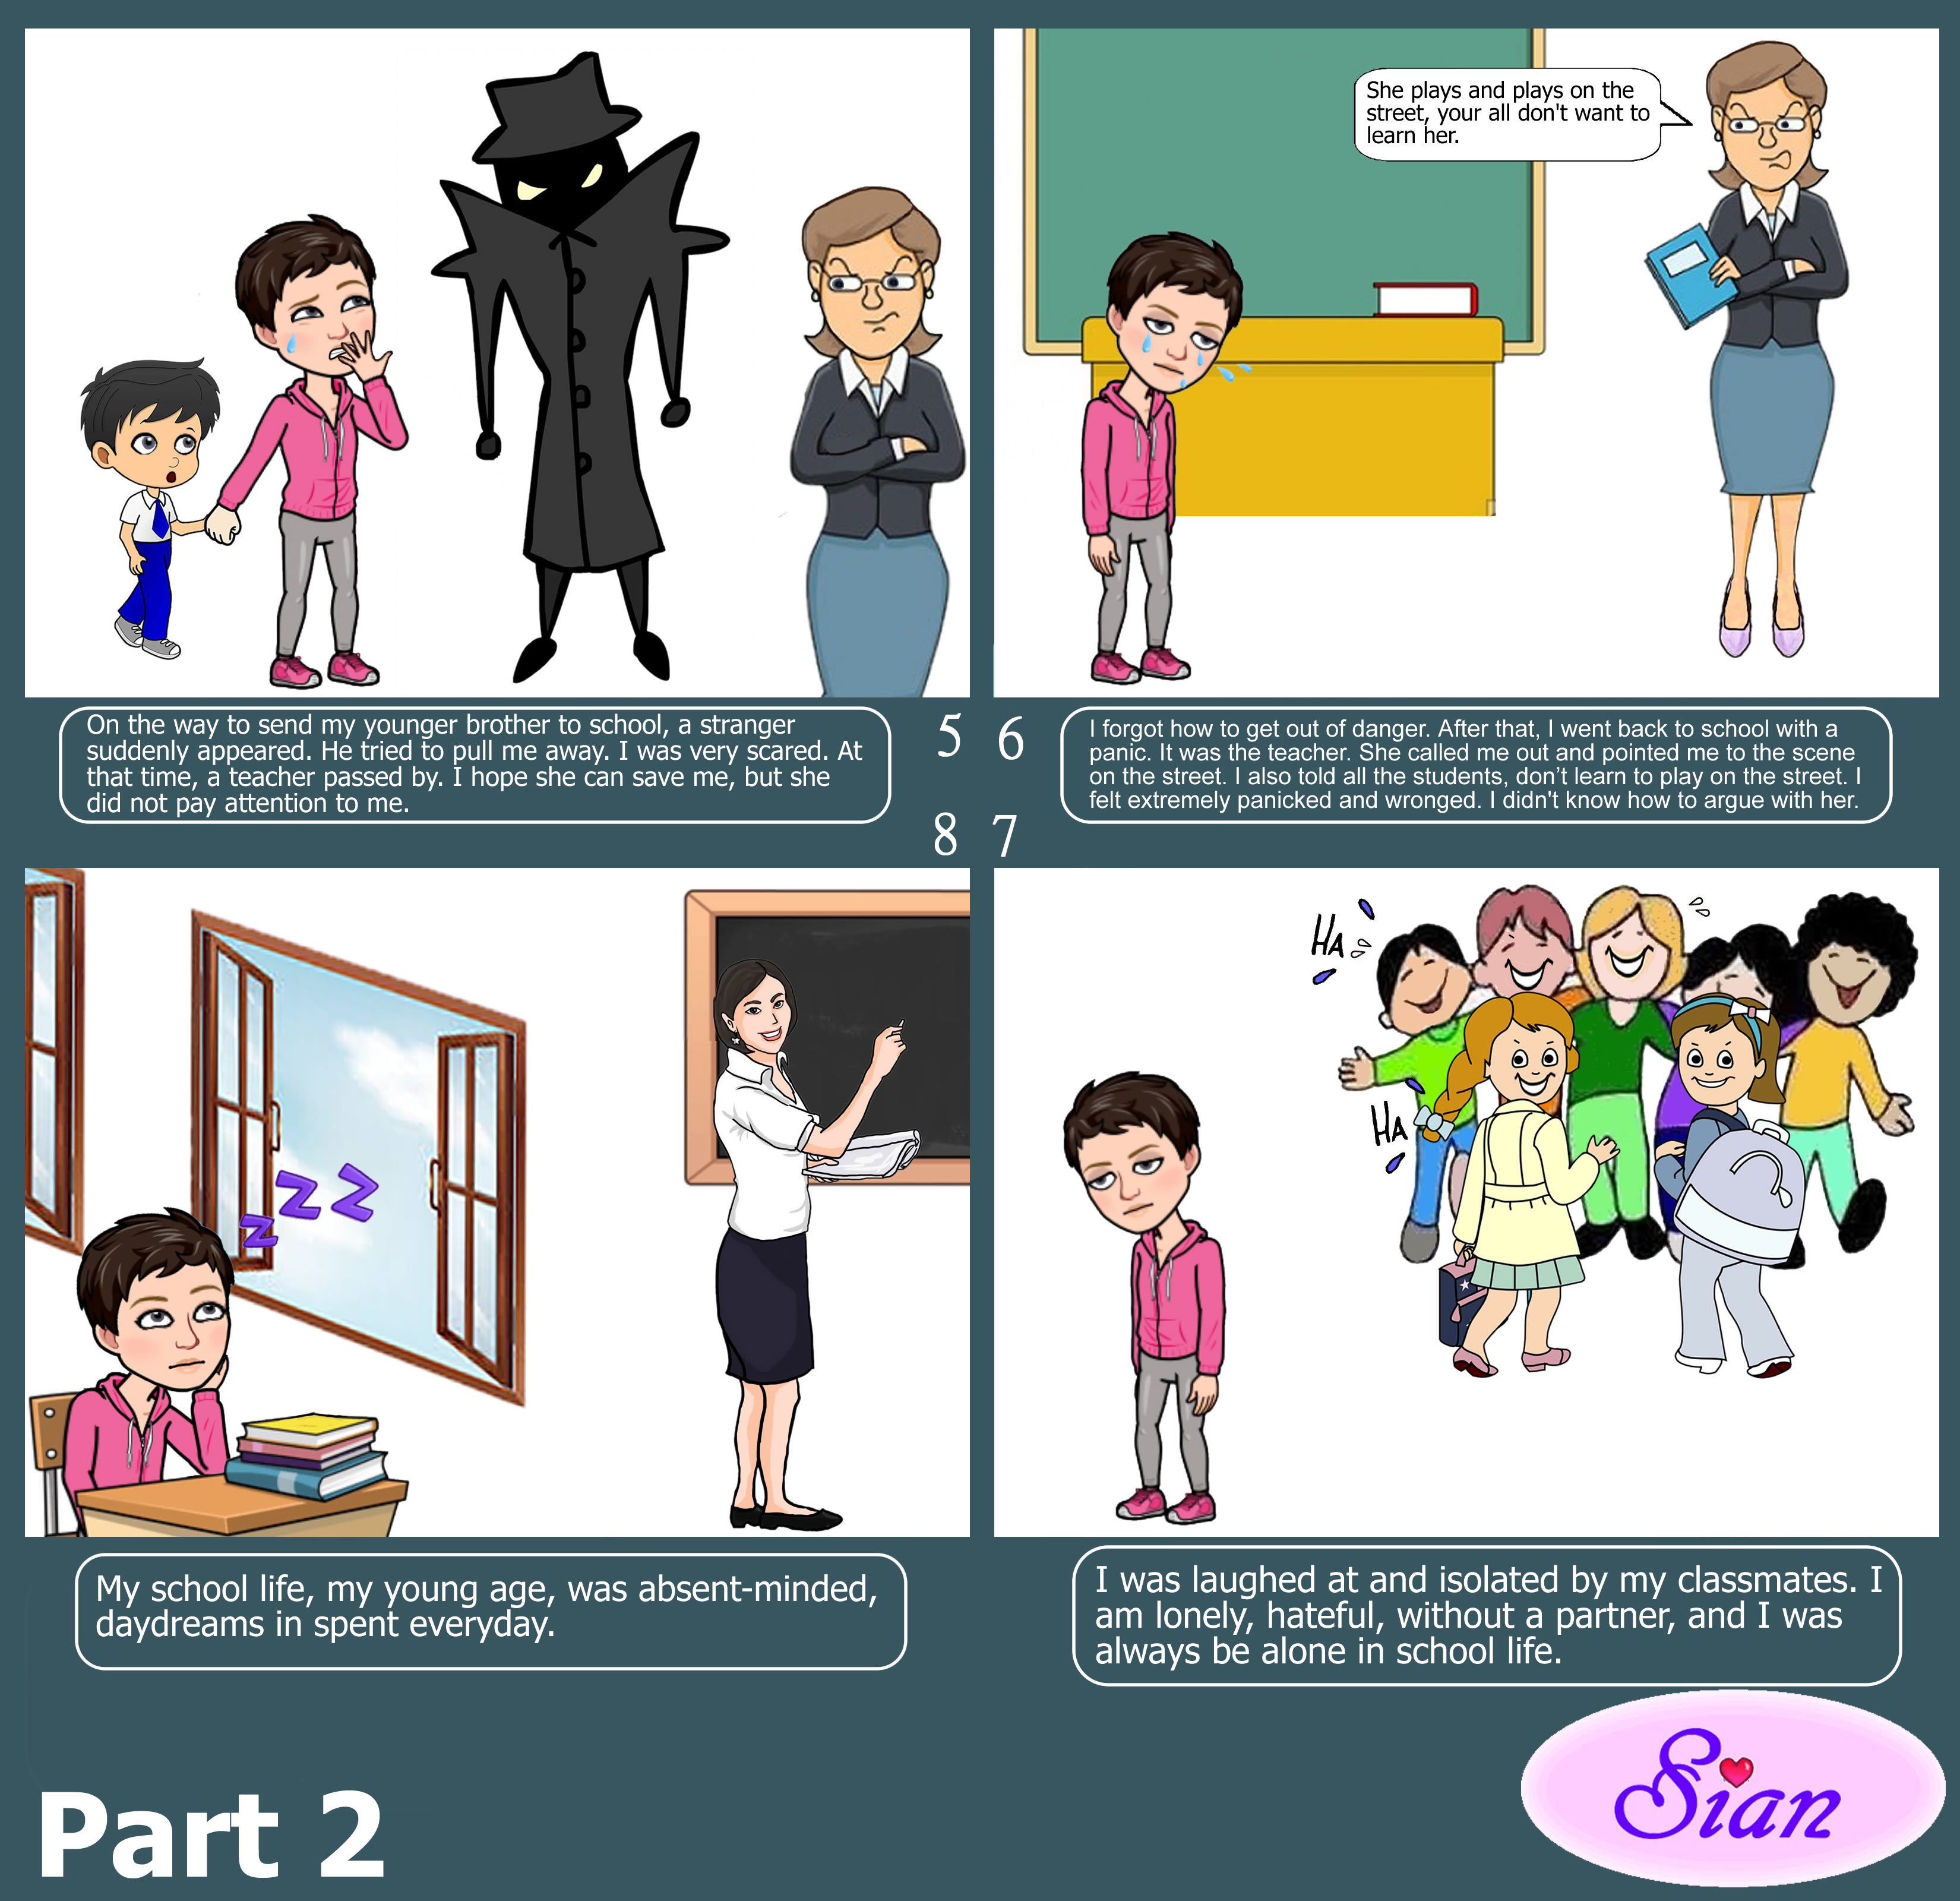 She plays and plays on the
street, your all don't want to
learn her.
On the way to send my younger brother to school, a stranger
suddenly appeared. He tried to pull me away. I was very scared. At
that time, a teacher passed by. I hope she can save me, but she
did not pay attention to me.
5
6
I forgot how to get out of danger. After that, I went back to school with a
panic. It was the teacher. She called me out and pointed me to the scene
on the street. I also told all the students, don’t learn to play on the street. I
felt extremely panicked and wronged. I didn't know how to argue with her.
8
7
HA
HA
z z z
I was laughed at and isolated by my classmates. I
am lonely, hateful, without a partner, and I was
always be alone in school life.
My school life, my young age, was absent-minded,
daydreams in spent everyday.
Part 2
Sian